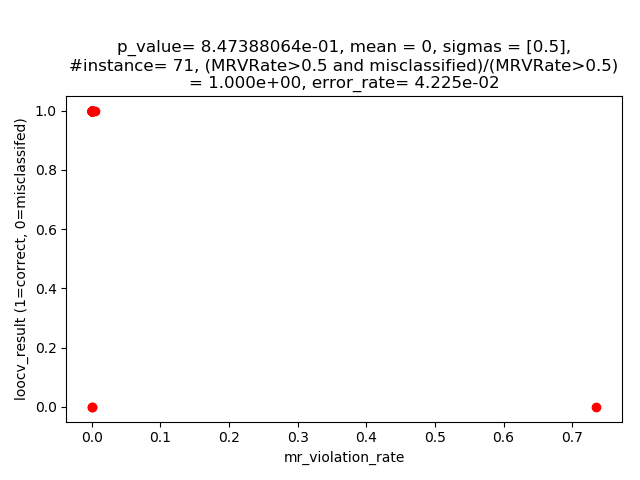 p_value= 8.47388064e-01, mean = 0, sigmas = [0.5],
#instance= 71, (MRVRate>0.5 and misclassified)/(MRVRate>0.5)
= 1.000e+00, error_rate= 4.225e-02
loocv_result (1=correct, 0=misclassifed)
1.0
0.8
0.6
0.4
0.2
0.0
0.0 0.1 0.2 0.3 0.4 0.5 0.6 0.7
mr_violation_rate